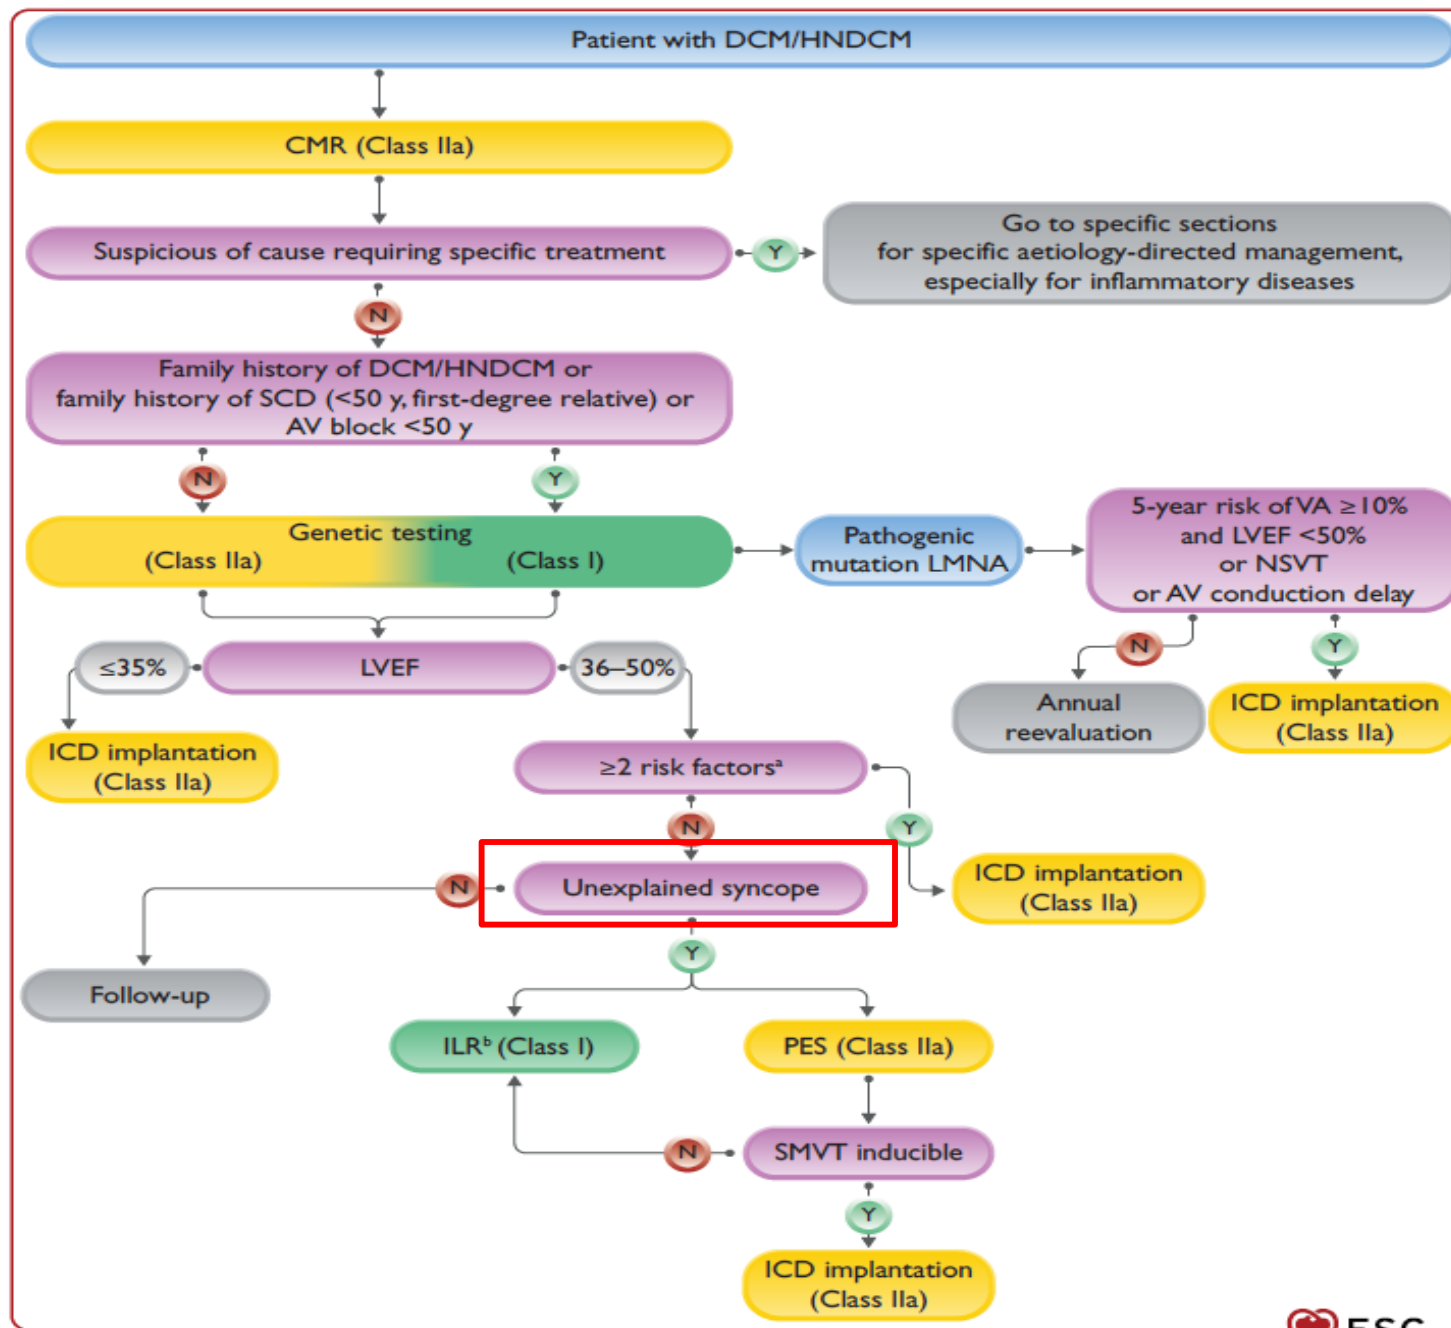 Patient with DCM/HNDCM
CMR (Class IIa)
Suspicious of cause requiring specific treatment
Y
Go to specific sections
for specific aetiology-directed management,
especially for inflammatory diseases
N
Family history of DCM/HNDCM or
family history of SCD (<50 y, first-degree relative) or
AV block <50 y
N
Y
Genetic testing
(Class IIa)
(Class I)
Pathogenic
mutation LMNA
5-year risk of VA ≥10%
and LVEF <50%
or NSVT
or AV conduction delay
N
Y
Annual
reevaluation
ICD implantation
(Class IIa)
≤35%
LVEF
36–50%
ICD implantation
(Class IIa)
≥2 risk factorsᵃ
N
Y
ICD implantation
(Class IIa)
Unexplained syncope
N
Follow-up
Y
ILRᵇ (Class I)
PES (Class IIa)
N
SMVT inducible
Y
ICD implantation
(Class IIa)
ESC